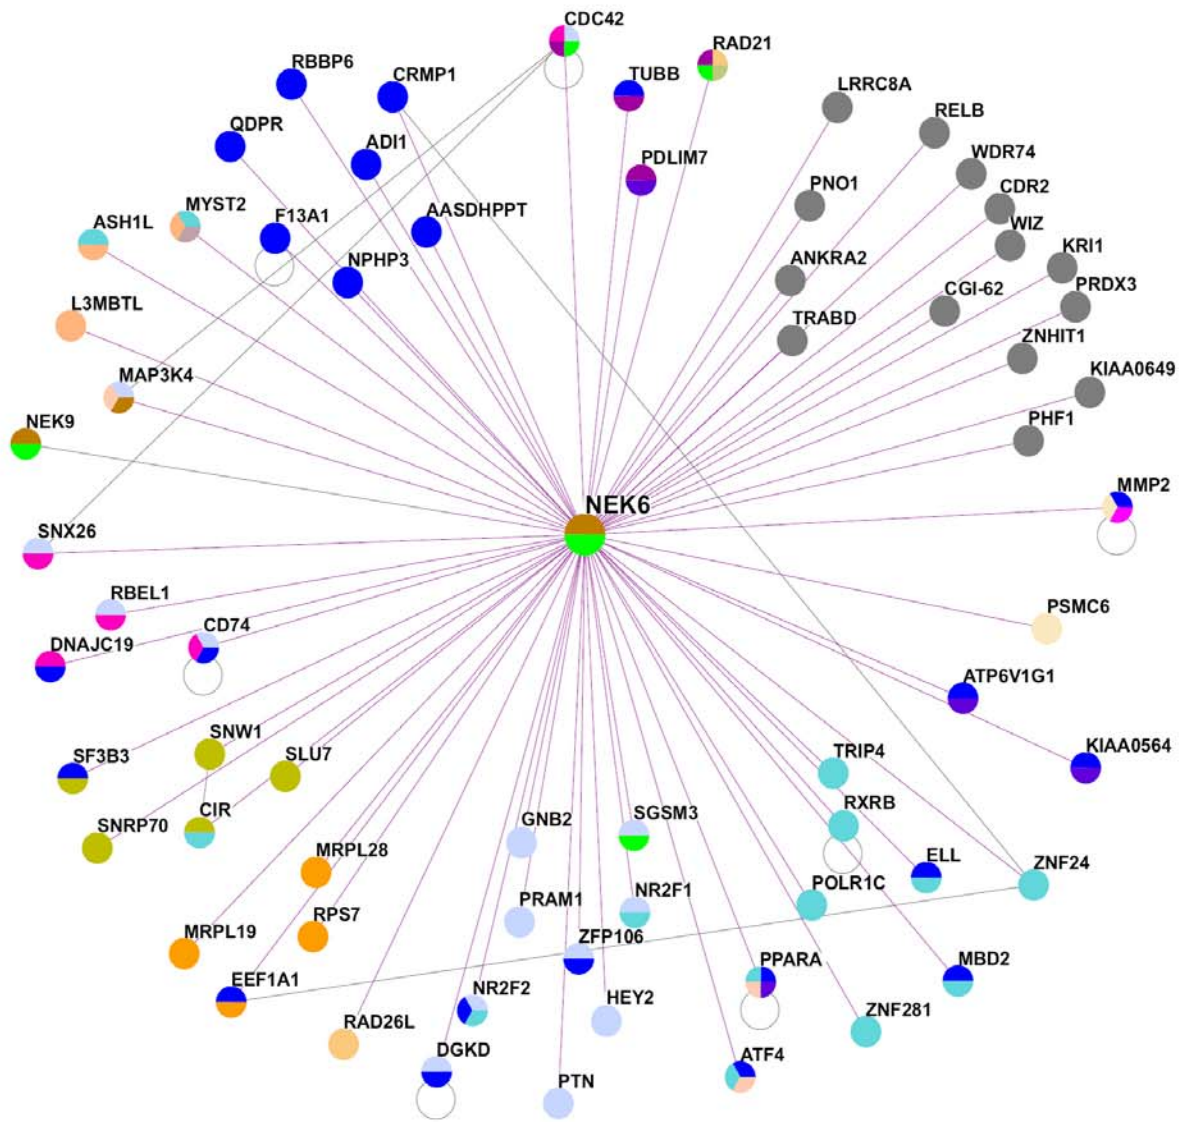 CDC42
RAD21
RBBP6
CRMP1
TUBB
LRRC8A
RELB
QDPR
ADI1
PDLIM7
WDR74
PNO1
CDR2
MYST2
ASH1L
F13A1
AASDHPPT
WIZ
KRI1
NPHP3
ANKRA2
CGI-62
PRDX3
L3MBTL
TRABD
ZNHIT1
MAP3K4
KIAA0649
NEK9
PHF1
MMP2
NEK6
SNX26
RBEL1
PSMC6
CD74
DNAJC19
ATP6V1G1
SNW1
SF3B3
SLU7
TRIP4
KIAA0564
CIR
RXRB
SNRP70
GNB2
SGSM3
MRPL28
ELL
ZNF24
POLR1C
NR2F1
PRAM1
RPS7
MRPL19
ZFP106
PPARA
MBD2
EEF1A1
NR2F2
HEY2
ZNF281
RAD26L
DGKD
ATF4
PTN